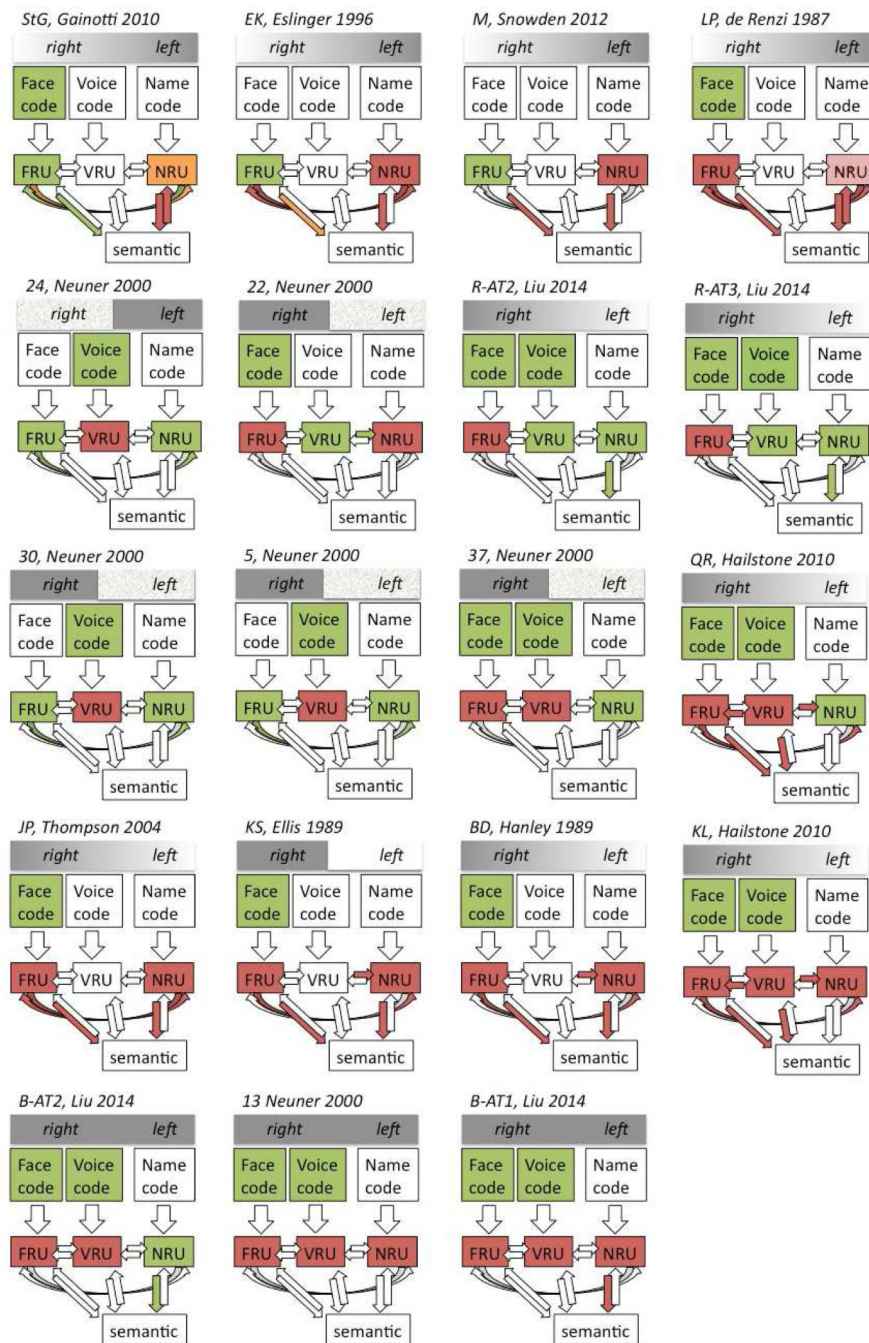 StG, Gainotti 2010
right left
Face code Voice code Name code
FRU VRU NRU
semantic
EK, Eslinger 1996
right left
Face code Voice code Name code
FRU VRU NRU
semantic
M, Snowden 2012
right left
Face code Voice code Name code
FRU VRU NRU
semantic
LP, de Renzi 1987
right left
Face code Voice code Name code
FRU VRU NRU
semantic
24, Neuner 2000
right left
Face code Voice code Name code
FRU VRU NRU
semantic
22, Neuner 2000
right left
Face code Voice code Name code
FRU VRU NRU
semantic
R-AT2, Liu 2014
right left
Face code Voice code Name code
FRU VRU NRU
semantic
R-AT3, Liu 2014
right left
Face code Voice code Name code
FRU VRU NRU
semantic
30, Neuner 2000
right left
Face code Voice code Name code
FRU VRU NRU
semantic
5, Neuner 2000
right left
Face code Voice code Name code
FRU VRU NRU
semantic
37, Neuner 2000
right left
Face code Voice code Name code
FRU VRU NRU
semantic
QR, Hailstone 2010
right left
Face code Voice code Name code
FRU VRU NRU
semantic
JP, Thompson 2004
right left
Face code Voice code Name code
FRU VRU NRU
semantic
KS, Ellis 1989
right left
Face code Voice code Name code
FRU VRU NRU
semantic
BD, Hanley 1989
right left
Face code Voice code Name code
FRU VRU NRU
semantic
KL, Hailstone 2010
right left
Face code Voice code Name code
FRU VRU NRU
semantic
B-AT2, Liu 2014
right left
Face code Voice code Name code
FRU VRU NRU
semantic
13 Neuner 2000
right left
Face code Voice code Name code
FRU VRU NRU
semantic
B-AT1, Liu 2014
right left
Face code Voice code Name code
FRU VRU NRU
semantic